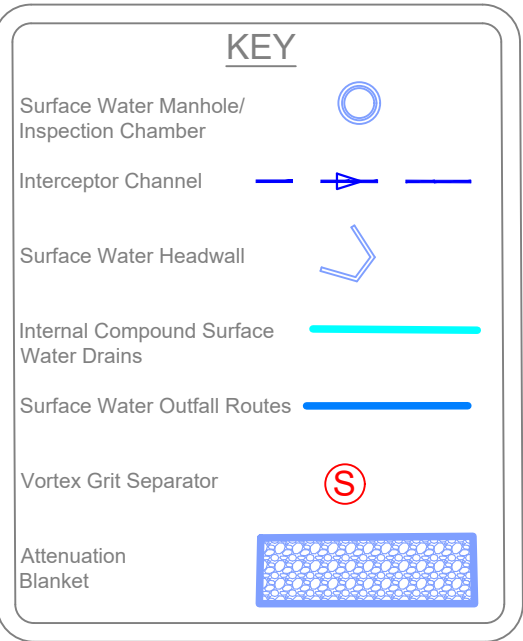 KEY
Surface Water Manhole/
Inspection Chamber
Interceptor Channel
Surface Water Headwall
Internal Compound Surface
Water Drains
Surface Water Outfall Routes
Vortex Grit Separator
S
Attenuation
Blanket